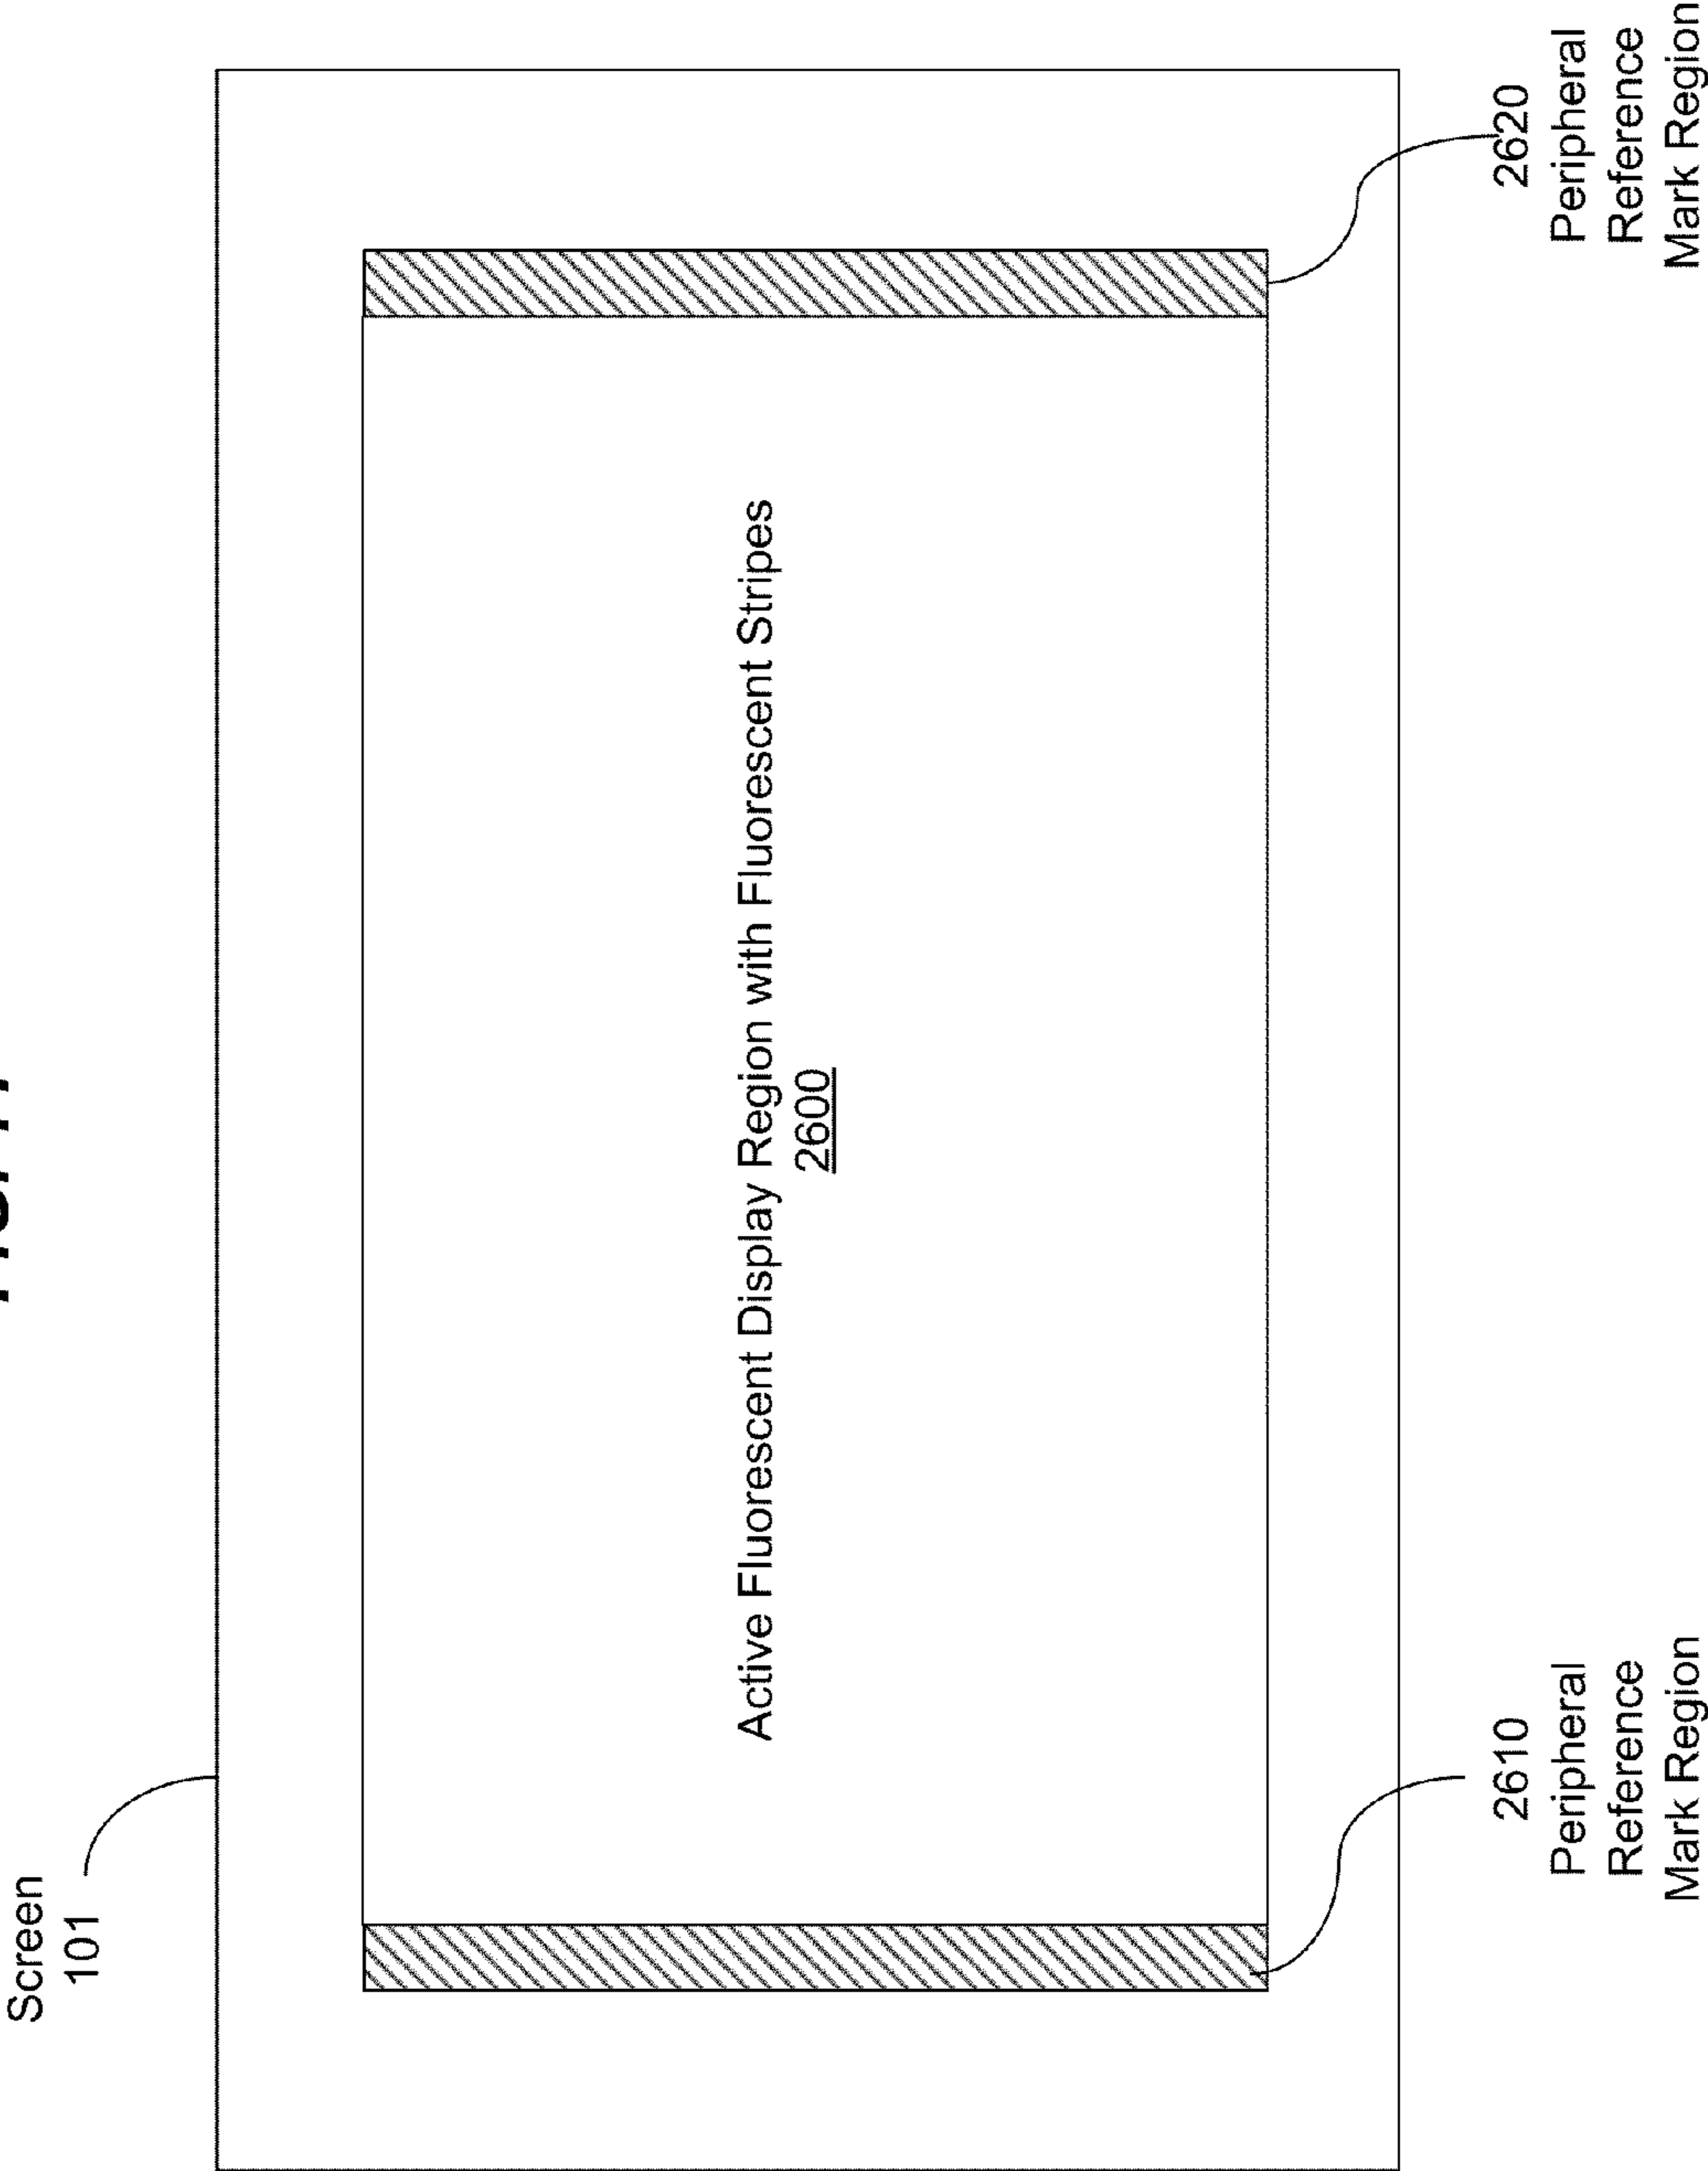 Screen
101
Active Fluorescent Display Region with Fluorescent Stripes
2600
2610
Peripheral
Reference
Mark Region
2620
Peripheral
Reference
Mark Region